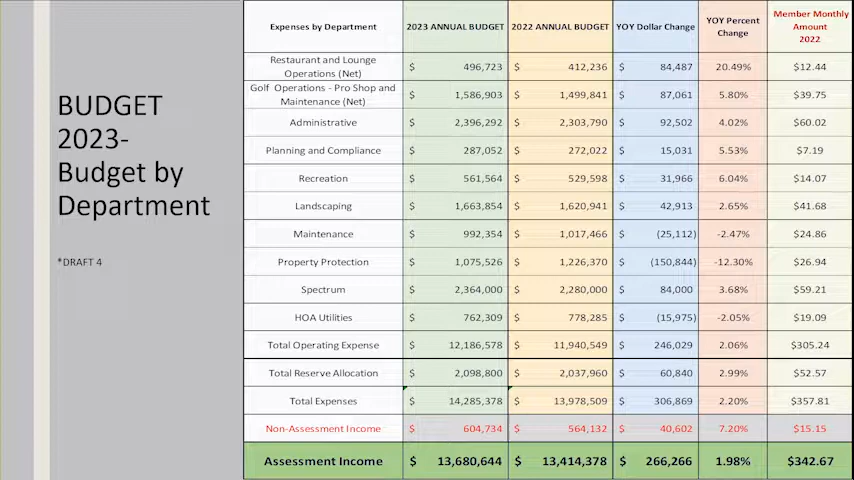 BUDGET
2023-
Budget by
Department
*DRAFT 4
Expenses by Department 2023 ANNUAL BUDGET 2022 ANNUAL BUDGET YOY Dollar Change YOY Percent Change Member Monthly Amount 2022
Restaurant and Lounge Operations (Net) $ 496,723 $ 412,236 $ 84,487 20.49% $12.44
Golf Operations - Pro Shop and Maintenance (Net) $ 1,586,903 $ 1,499,841 $ 87,061 5.80% $39.75
Administrative $ 2,396,292 $ 2,303,790 $ 92,502 4.02% $60.02
Planning and Compliance $ 287,052 $ 272,022 $ 15,031 5.53% $7.19
Recreation $ 561,564 $ 529,598 $ 31,966 6.04% $14.07
Landscaping $ 1,663,854 $ 1,620,941 $ 42,913 2.65% $41.68
Maintenance $ 992,354 $ 1,017,466 $ (25,112) -2.47% $24.86
Property Protection $ 1,075,526 $ 1,226,370 $ (150,844) -12.30% $26.94
Spectrum $ 2,364,000 $ 2,280,000 $ 84,000 3.68% $59.21
HOA Utilities $ 762,309 $ 778,285 $ (15,975) -2.05% $19.09
Total Operating Expense $ 12,186,578 $ 11,940,549 $ 246,029 2.06% $305.24
Total Reserve Allocation $ 2,098,800 $ 2,037,960 $ 60,840 2.99% $52.57
Total Expenses $ 14,285,378 $ 13,978,509 $ 306,869 2.20% $357.81
Non-Assessment Income $ 604,734 $ 564,132 $ 40,602 7.20% $15.15
Assessment Income $ 13,680,644 $ 13,414,378 $ 266,266 1.98% $342.67